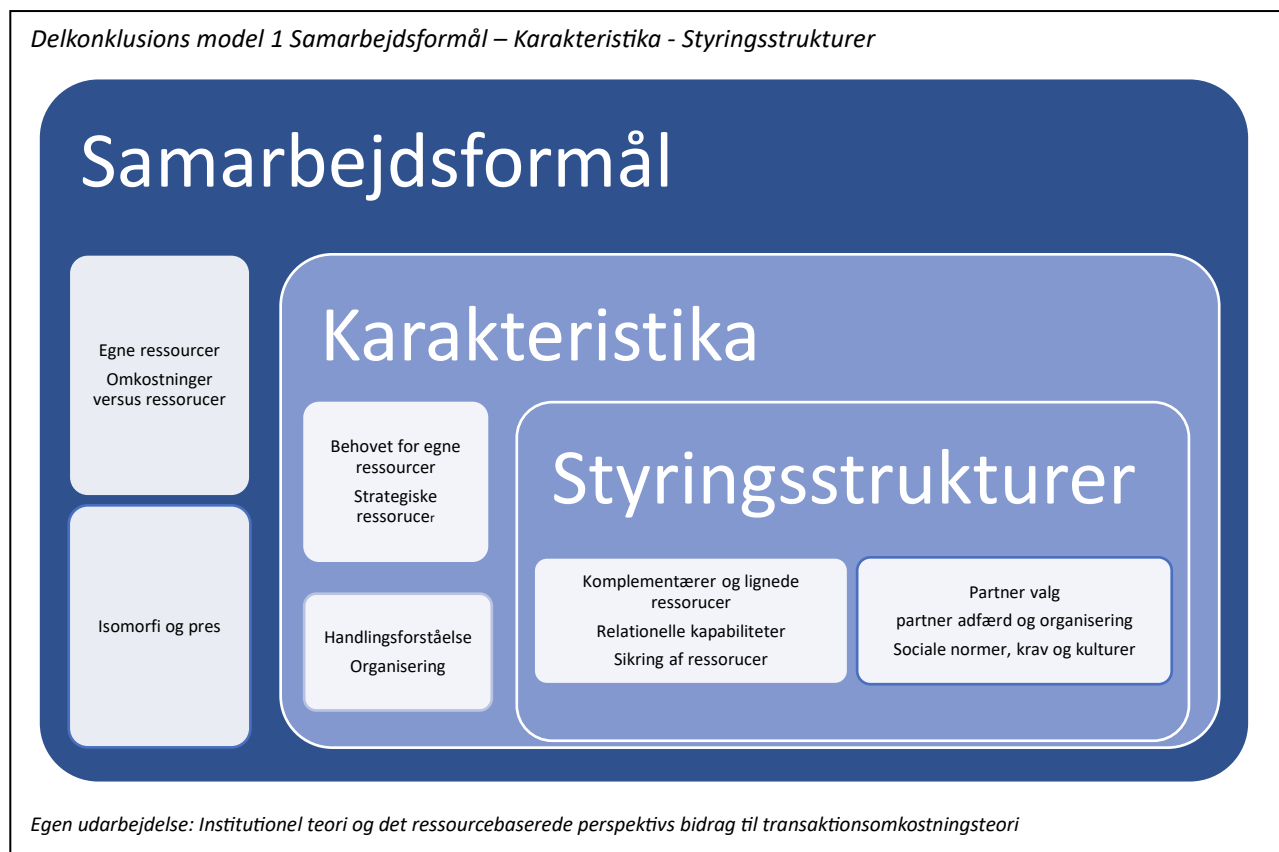 Delkonklusions model 1 Samarbejdsformål – Karakteristika - Styringsstrukturer
Samarbejdsformål
Egne ressourcer
Omkostninger
versus ressorucer
Isomorfi og pres
Karakteristika
Behovet for egne
ressourcer
Strategiske
ressorucer
Handlingsforståelse
Organisering
Styringsstrukturer
Komplementærer og lignede
ressorucer
Relationelle kapabiliteter
Sikring af ressorucer
Partner valg
partner adfærd og organisering
Sociale normer, krav og kulturer
Egen udarbejdelse: Institutionel teori og det ressourcebaserede perspektivs bidrag til transaktionsomkostningsteori